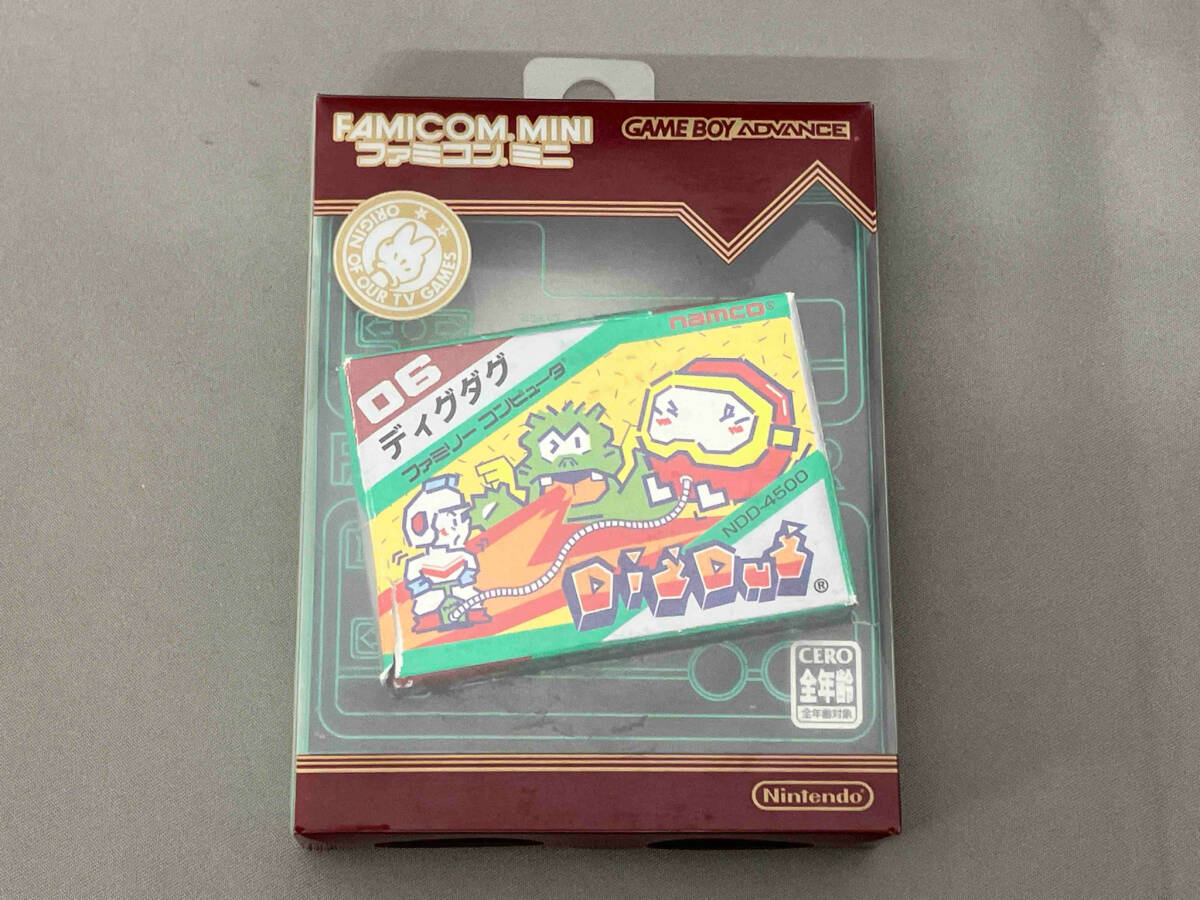 FAMICOM MINI
ファミコン ミニ
GAME BOY ADVANCE
ORIGIN OF OUR TV GAMES
namco®
06
ディグダグ
ファミリー コンピュータ
NDD-4500
Dig Dug®
CERO
全年齢
全年齢対象
Nintendo®